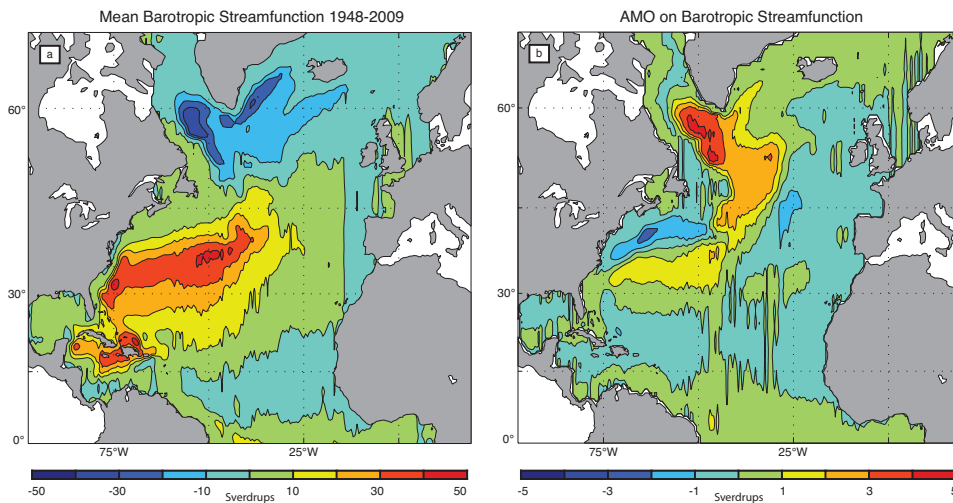 Mean Barotropic Streamfunction 1948-2009
AMO on Barotropic Streamfunction
a
b
60°
60°
30°
30°
0°
0°
75°W
25°W
75°W
25°W
-50 -30 -10 10 30 50
Sverdrups
-5 -3 -1 1 3 5
Sverdrups